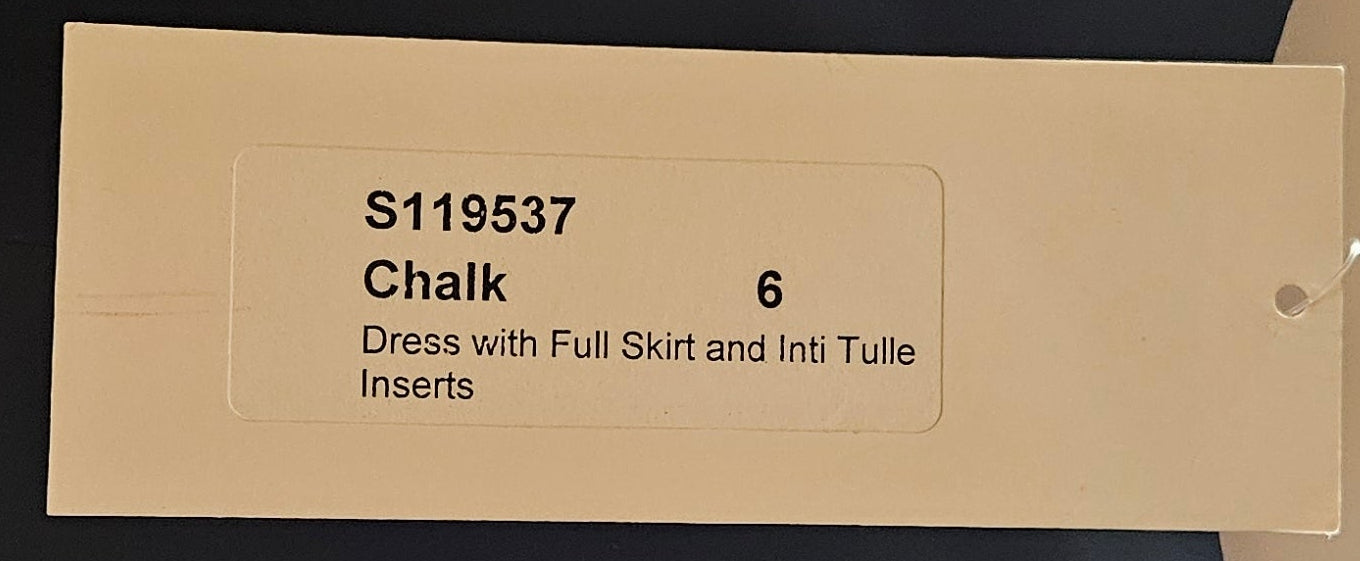 S119537
Chalk 6
Dress with Full Skirt and Inti Tulle
Inserts